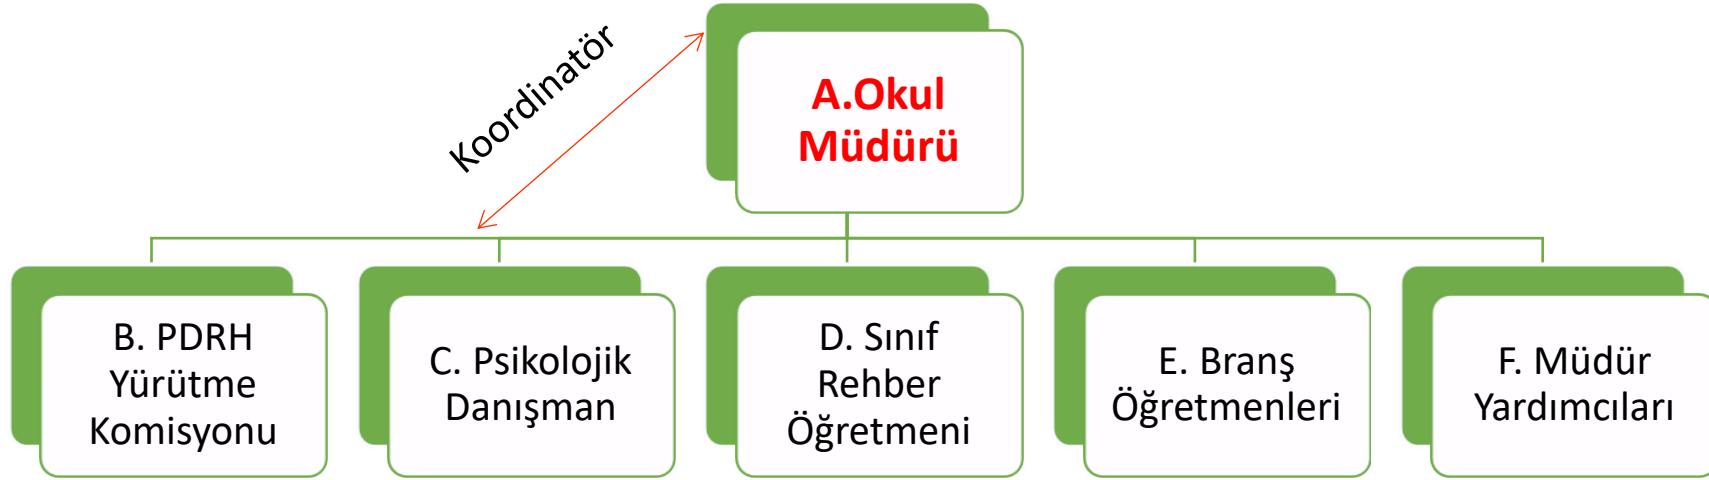 Koordinatör
A.Okul
Müdürü
B. PDRH
Yürütme
Komisyonu
C. Psikolojik
Danışman
D. Sınıf
Rehber
Öğretmeni
E. Branş
Öğretmenleri
F. Müdür
Yardımcıları